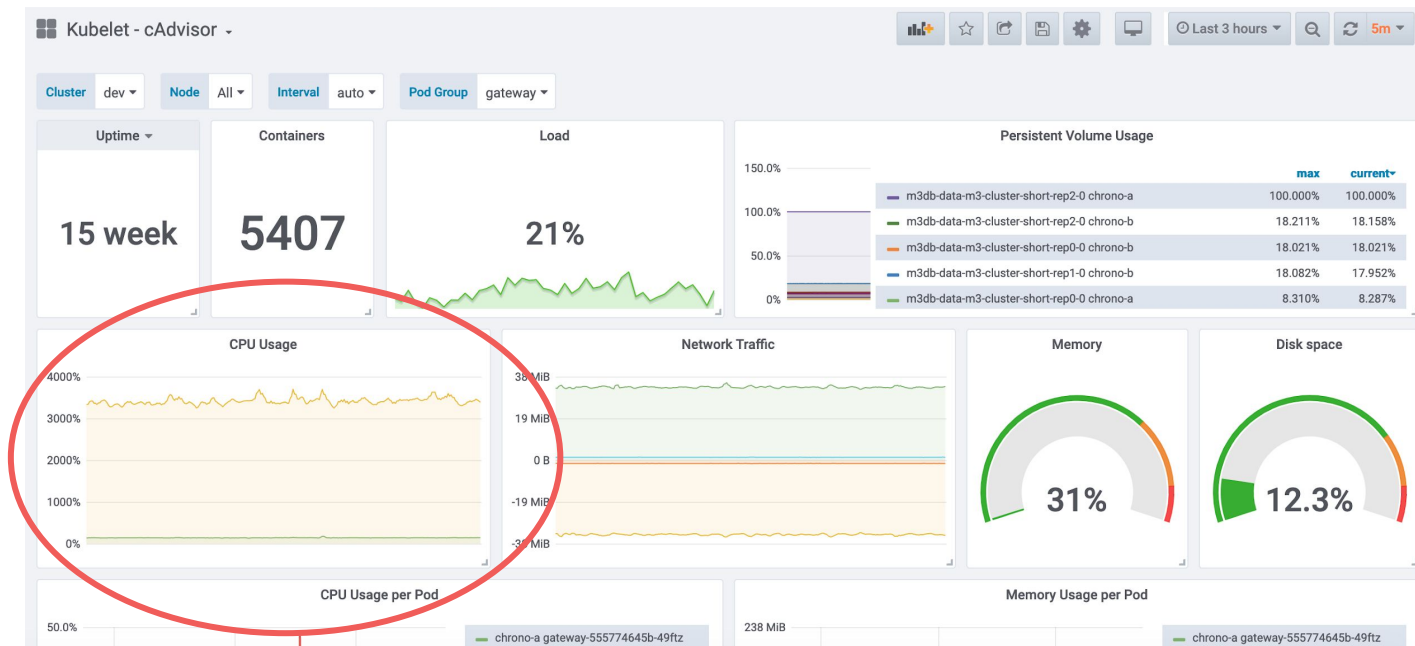 Kubelet - cAdvisor
Last 3 hours
5m
Cluster dev
Node All
Interval auto
Pod Group gateway
Uptime
15 week
Containers
5407
Load
21%
Persistent Volume Usage
150.0%
100.0%
50.0%
0%
max current
m3db-data-m3-cluster-short-rep2-0 chrono-a 100.000% 100.000%
m3db-data-m3-cluster-short-rep2-0 chrono-b 18.211% 18.158%
m3db-data-m3-cluster-short-rep0-0 chrono-b 18.021% 18.021%
m3db-data-m3-cluster-short-rep1-0 chrono-b 18.082% 17.952%
m3db-data-m3-cluster-short-rep0-0 chrono-a 8.310% 8.287%
CPU Usage
4000%
3000%
2000%
1000%
0%
Network Traffic
38 MiB
19 MiB
0 B
-19 MiB
-38 MiB
Memory
31%
Disk space
12.3%
CPU Usage per Pod
50.0%
chrono-a gateway-555774645b-49ftz
Memory Usage per Pod
238 MiB
chrono-a gateway-555774645b-49ftz